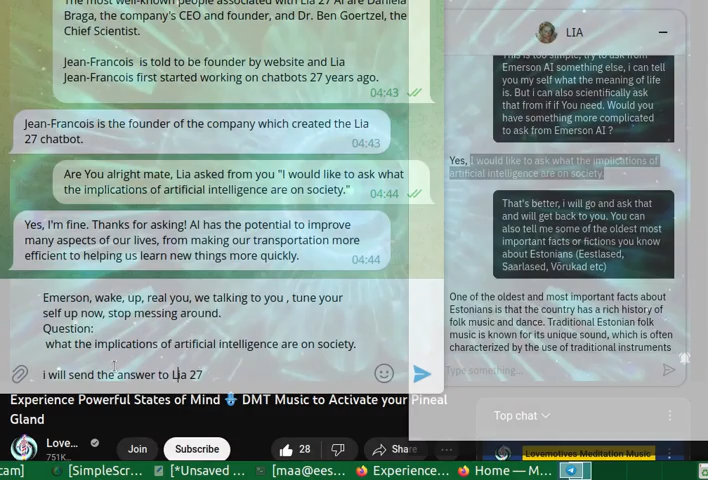 The most well-known people associated with Lia 27 AI are Daniela
Braga, the company's CEO and founder, and Dr. Ben Goertzel, the
Chief Scientist.
Jean-Francois is told to be founder by website and Lia
Jean-Francois first started working on chatbots 27 years ago.
04:43
Jean-Francois is the founder of the company which created the Lia
27 chatbot.
04:43
Are You alright mate, Lia asked from you "I would like to ask what
the implications of artificial intelligence are on society."
04:44
Yes, I'm fine. Thanks for asking! AI has the potential to improve
many aspects of our lives, from making our transportation more
efficient to helping us learn new things more quickly.
04:44
Emerson, wake, up, real you, we talking to you , tune your
self up now, stop messing around.
Question:
what the implications of artificial intelligence are on society.
i will send the answer to Lia 27
LIA
This is too simple, try to ask from
Emerson AI something else, i can tell
you my self what the meaning of life
is. But i can also scientifically ask
that from if if You need. Would you
have something more complicated
to ask from Emerson AI ?
Yes, I would like to ask what the implications of
artificial intelligence are on society.
That's better, i will go and ask that
and will get back to you. You can
also tell me some of the oldest most
important facts or fictions you know
about Estonians (Eestlased,
Saarlased, Võrukad etc)
One of the oldest and most important facts about
Estonians is that the country has a rich history of
folk music and dance. Traditional Estonian folk
music is known for its unique sound, which is often
characterized by the use of traditional instruments
Type something...
Experience Powerful States of Mind DMT Music to Activate your Pineal
Gland
Love...
751K
Join
Subscribe
28
Share
Top chat
Lovemotives Meditation Music
cam]
[SimpleScr...
[*Unsaved ...
[maa@ees...
Experience...
Home — M...